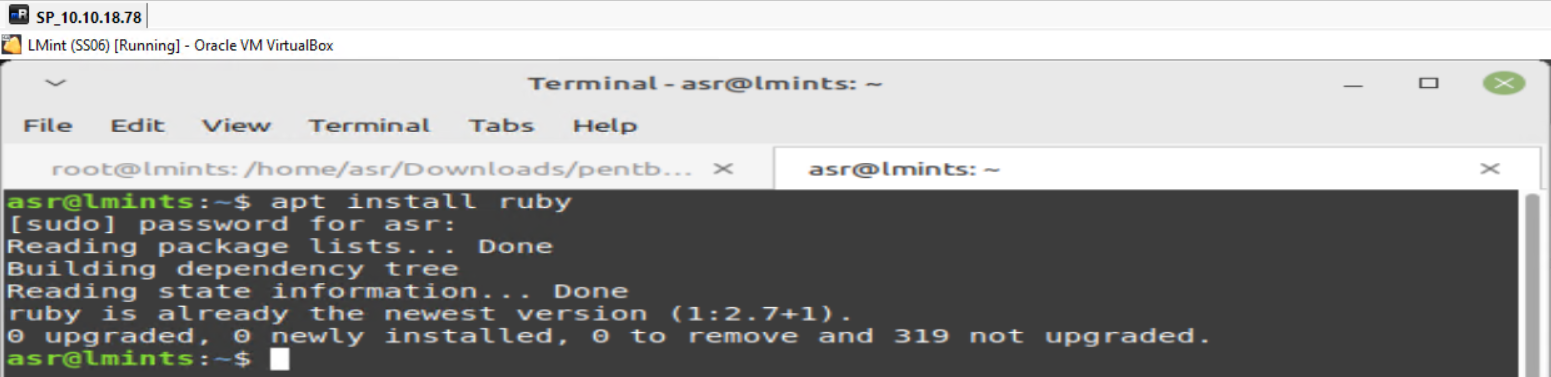 SP_10.10.18.78
LMint (SS06) [Running] - Oracle VM VirtualBox
Terminal - asr@lmints: ~
File Edit View Terminal Tabs Help
root@lmints: /home/asr/Downloads/pentb... × asr@lmints: ~ ×
asr@lmints:~$ apt install ruby
[sudo] password for asr:
Reading package lists... Done
Building dependency tree
Reading state information... Done
ruby is already the newest version (1:2.7+1).
0 upgraded, 0 newly installed, 0 to remove and 319 not upgraded.
asr@lmints:~$